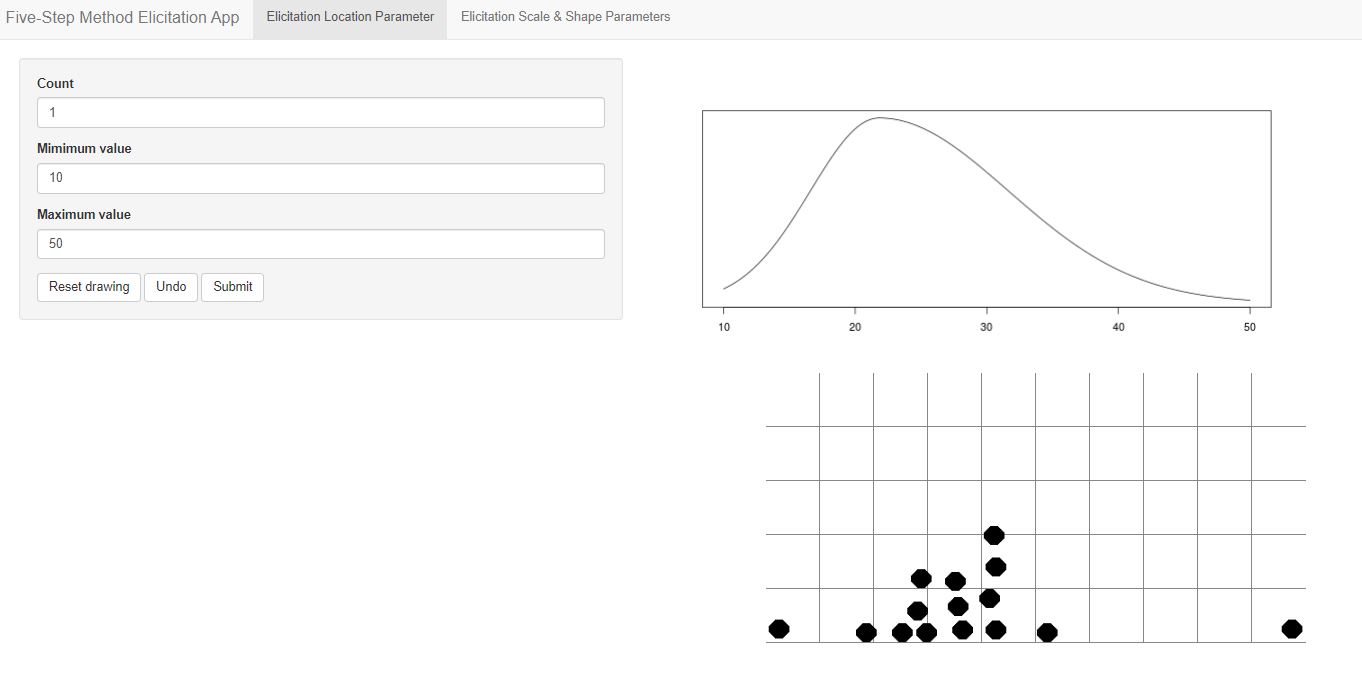 Five-Step Method Elicitation App Elicitation Location Parameter Elicitation Scale & Shape Parameters
Count
1
Mimimum value
10
Maximum value
50
Reset drawing Undo Submit
10 20 30 40 50